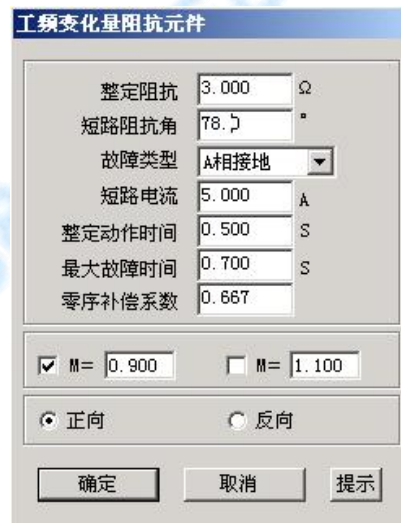 工频变化量阻抗元件
整定阻抗 3.000 Ω
短路阻抗角 78. °
故障类型 A相接地
短路电流 5.000 A
整定动作时间 0.500 S
最大故障时间 0.700 S
零序补偿系数 0.667
M= 0.900 M= 1.100
正向 反向
确定 取消 提示